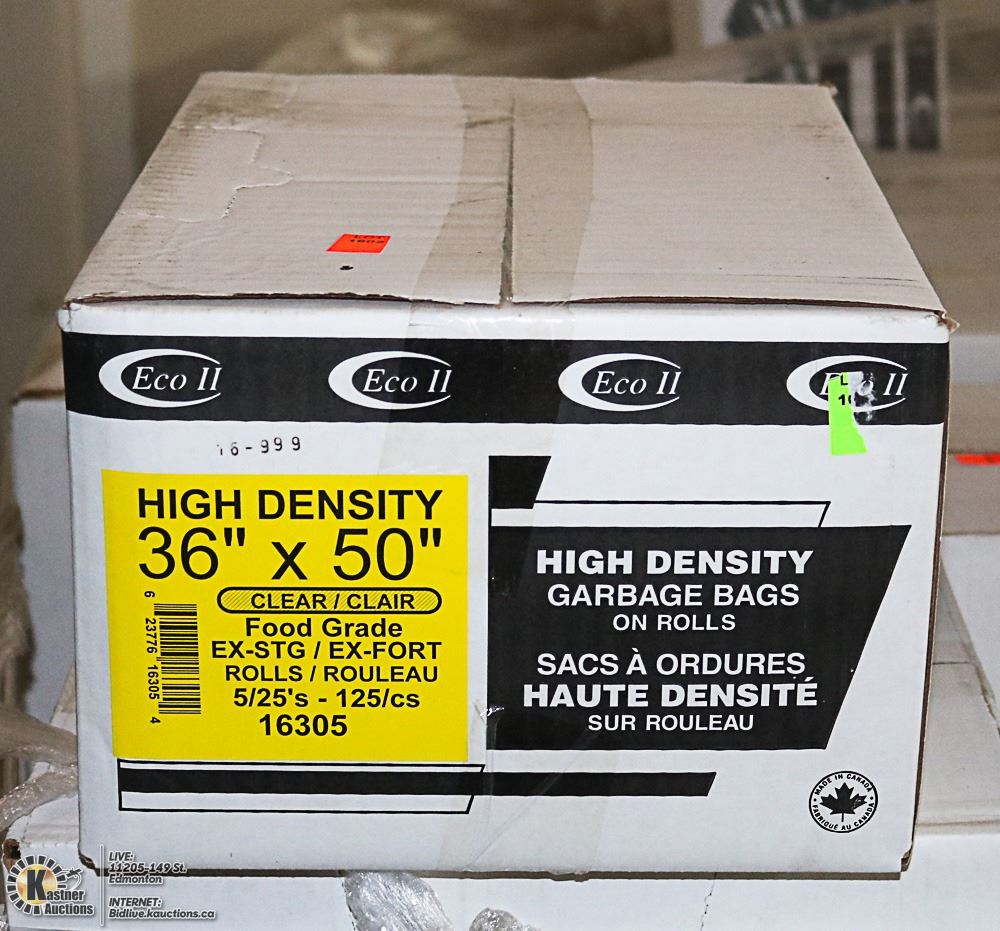 LOT
1602
Eco II Eco II Eco II Eco II
16-999
HIGH DENSITY
36" x 50"
CLEAR / CLAIR
Food Grade
EX-STG / EX-FORT
ROLLS / ROULEAU
5/25's - 125/cs
16305
6 23776 16305 4
HIGH DENSITY
GARBAGE BAGS
ON ROLLS
SACS À ORDURES
HAUTE DENSITÉ
SUR ROULEAU
MADE IN CANADA
FABRIQUÉ AU CANADA
Kastner
Auctions
LIVE:
11205-149 St.
Edmonton
INTERNET:
Bidlive.kauctions.ca